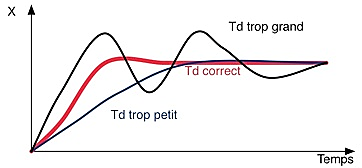 X
Td trop grand
Td correct
Td trop petit
Temps